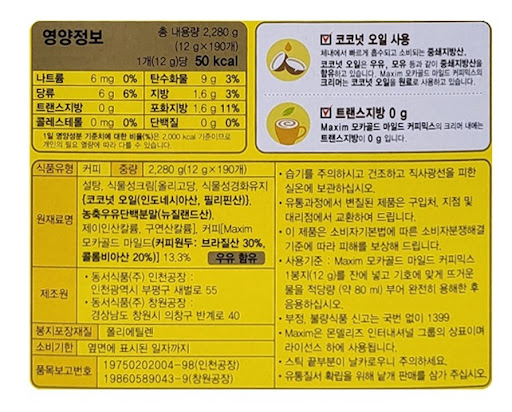 영양정보
총 내용량 2,280 g
(12 g×190개)
1개(12 g)당 50 kcal
나트륨 6 mg 0% 탄수화물 9 g 3%
당류 6 g 6% 지방 1.6 g 3%
트랜스지방 0 g 포화지방 1.6 g 11%
콜레스테롤 0 mg 0% 단백질 0 g 0%
1일 영양성분 기준치에 대한 비율(%)은 2,000 kcal 기준이므로
개인의 필요 열량에 따라 다를 수 있습니다.
코코넛 오일 사용
체내에서 빠르게 흡수되고 소비되는 중쇄지방산,
코코넛 오일은 우유, 모유 등과 같이 중쇄지방산을
함유하고 있습니다. Maxim 모카골드 마일드 커피믹스의
크리머는 코코넛 오일을 원료로 사용하고 있습니다.
트랜스지방 0 g
Maxim 모카골드 마일드 커피믹스의 크리머 내에는
트랜스지방이 0 g 입니다.
식품유형 커피 중량 2,280 g (12 g×190개)
원재료명 설탕, 식물성크림{올리고당, 식물성경화유지
{코코넛 오일(인도네시아산, 필리핀산)},
농축우유단백분말(뉴질랜드산),
제이인산칼륨, 구연산칼륨}, 커피[Maxim
모카골드 마일드(커피원두: 브라질산 30%,
콜롬비아산 20%)] 13.3% 우유 함유
제조원 • 동서식품(주) 인천공장 :
인천광역시 부평구 새벌로 55
• 동서식품(주) 창원공장 :
경상남도 창원시 의창구 반계로 40
봉지포장재질 폴리에틸렌
소비기한 옆면에 표시된 일자까지
품목보고번호 19750202004-98(인천공장)
19860589043-9(창원공장)
• 습기를 주의하시고 건조하고 직사광선을 피한
실온에 보관하십시오.
• 유통과정에서 변질된 제품은 구입처, 지점 및
대리점에서 교환하여 드립니다.
• 이 제품은 소비자기본법에 따른 소비자분쟁해결
기준에 따라 피해를 보상해 드립니다.
• 사용기준 : Maxim 모카골드 마일드 커피믹스
1봉지(12 g)를 잔에 넣고 기호에 맞게 뜨거운
물을 적당량 (약 80 ml) 부어 완전히 용해한 후
음용하십시오.
• 부정, 불량식품 신고는 국번 없이 1399
• Maxim은 몬델리즈 인터내셔널 그룹의 상표이며
라이선스 하에 사용됩니다.
• 스틱 끝부분이 날카로우니 주의하세요.
• 유통질서 확립을 위해 낱개 판매를 삼가 주십시오.